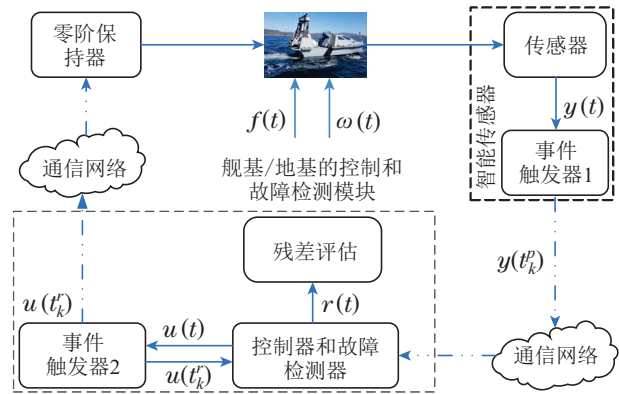 零阶保
持器
传感器
y(t)
智能传感器
事件
触发器1
f(t)
ω(t)
通信网络
舰基/地基的控制和
故障检测模块
残差评估
y(t_k^p)
u(t_k^r)
r(t)
u(t)
事件
触发器2
控制器和故障
检测器
u(t_k^r)
通信网络